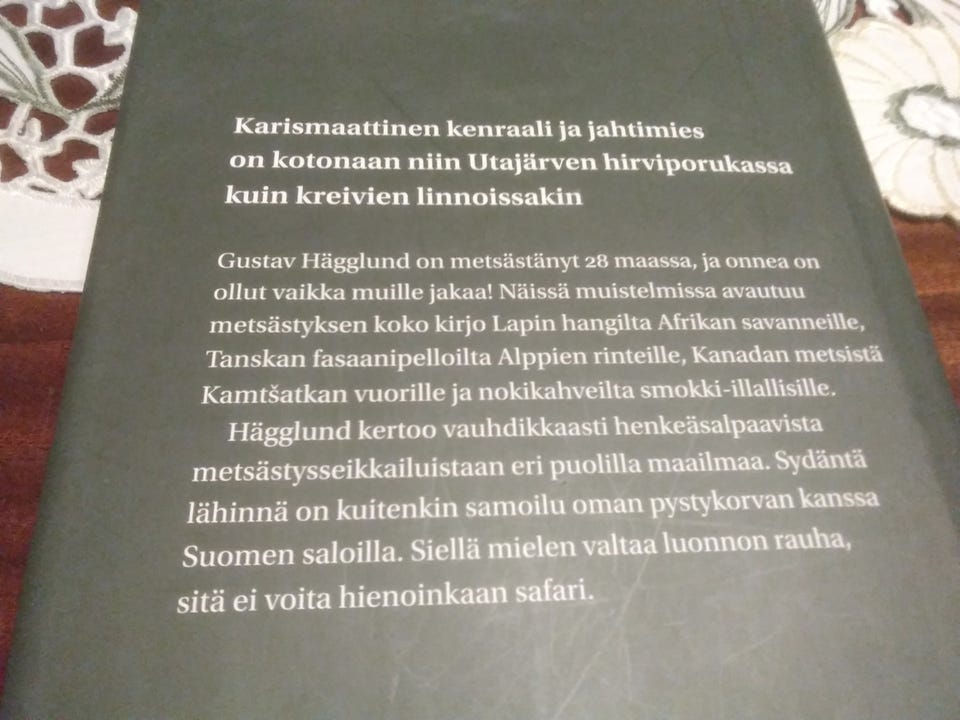 Karismaattinen kenraali ja jahtimies
on kotonaan niin Utajärven hirviporukassa
kuin kreivien linnoissakin
Gustav Hägglund on metsästänyt 28 maassa, ja onnea on
ollut vaikka muille jakaa! Näissä muistelmissa avautuu
metsästyksen koko kirjo Lapin hangilta Afrikan savanneille,
Tanskan fasaanipelloilta Alppien rinteille, Kanadan metsistä
Kamtšatkan vuorille ja nokikahveilta smokki-illallisille.
Hägglund kertoo vauhdikkaasti henkeäsalpaavista
metsästysseikkailuistaan eri puolilla maailmaa. Sydäntä
lähinnä on kuitenkin samoilu oman pystykorvan kanssa
Suomen saloilla. Siellä mielen valtaa luonnon rauha,
sitä ei voita hienoinkaan safari.